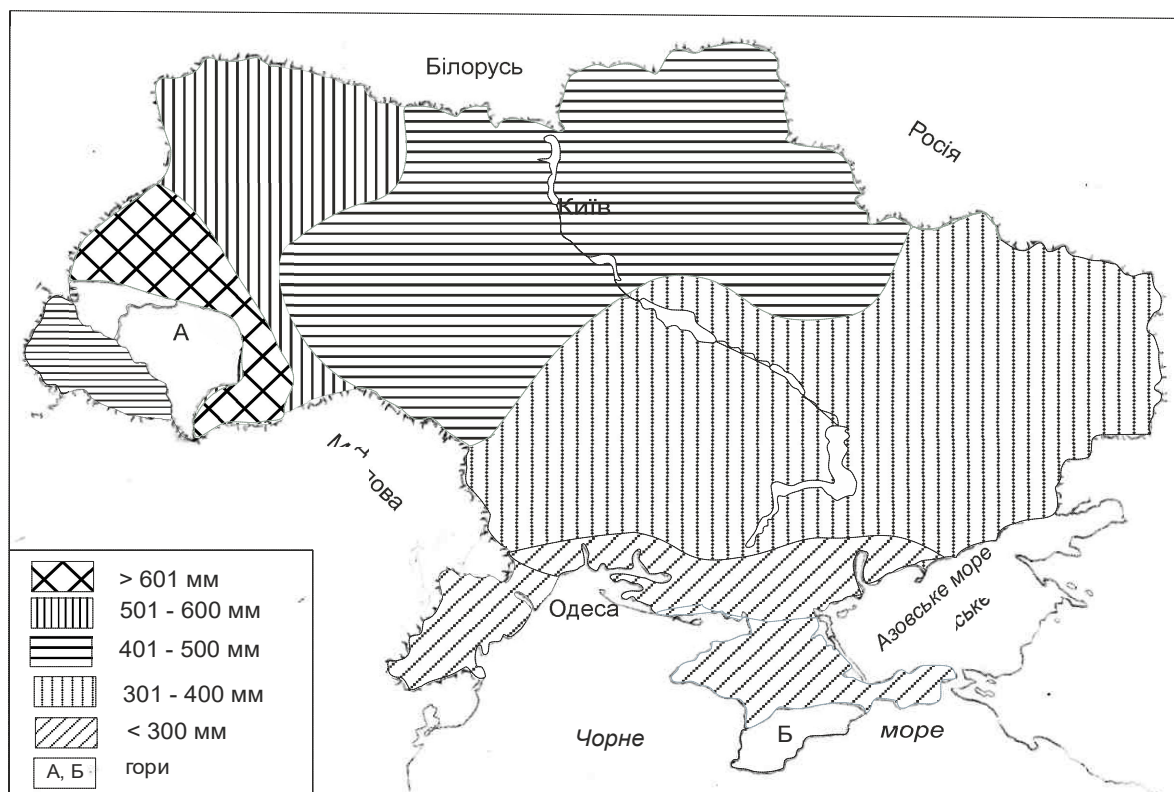 Білорусь
Росія
Київ
А
Одеса
Азовське море
ське
Чорне
море
Б
> 601 мм
501 - 600 мм
401 - 500 мм
301 - 400 мм
< 300 мм
А, Б
гори